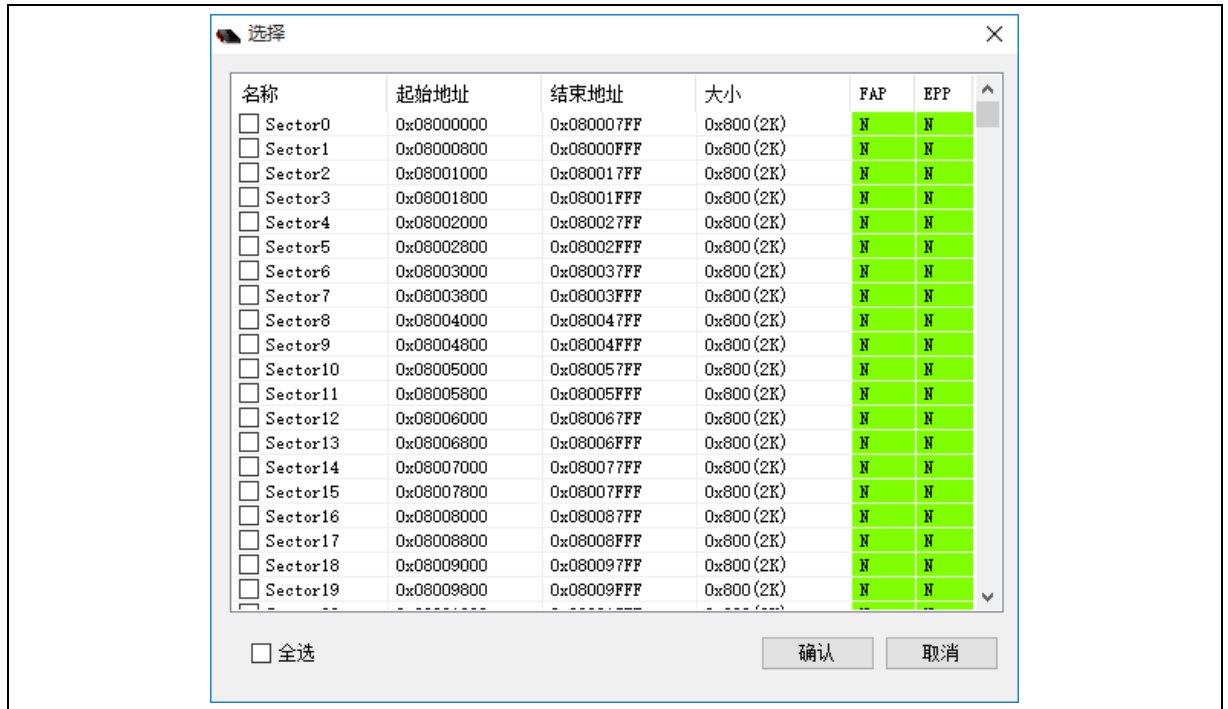 选择
名称 起始地址 结束地址 大小 FAP EPP
Sector0 0x08000000 0x080007FF 0x800(2K) N N
Sector1 0x08000800 0x08000FFF 0x800(2K) N N
Sector2 0x08001000 0x080017FF 0x800(2K) N N
Sector3 0x08001800 0x08001FFF 0x800(2K) N N
Sector4 0x08002000 0x080027FF 0x800(2K) N N
Sector5 0x08002800 0x08002FFF 0x800(2K) N N
Sector6 0x08003000 0x080037FF 0x800(2K) N N
Sector7 0x08003800 0x08003FFF 0x800(2K) N N
Sector8 0x08004000 0x080047FF 0x800(2K) N N
Sector9 0x08004800 0x08004FFF 0x800(2K) N N
Sector10 0x08005000 0x080057FF 0x800(2K) N N
Sector11 0x08005800 0x08005FFF 0x800(2K) N N
Sector12 0x08006000 0x080067FF 0x800(2K) N N
Sector13 0x08006800 0x08006FFF 0x800(2K) N N
Sector14 0x08007000 0x080077FF 0x800(2K) N N
Sector15 0x08007800 0x08007FFF 0x800(2K) N N
Sector16 0x08008000 0x080087FF 0x800(2K) N N
Sector17 0x08008800 0x08008FFF 0x800(2K) N N
Sector18 0x08009000 0x080097FF 0x800(2K) N N
Sector19 0x08009800 0x08009FFF 0x800(2K) N N
全选 确认 取消